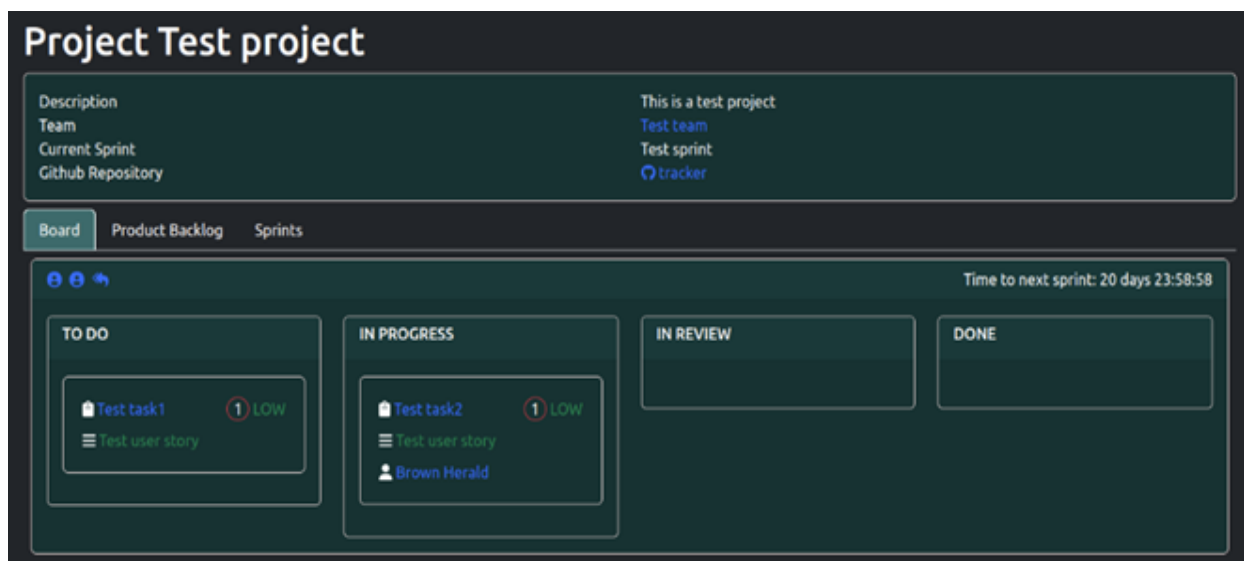 Project Test project
Description This is a test project
Team Test team
Current Sprint Test sprint
Github Repository tracker
Board Product Backlog Sprints
Time to next sprint: 20 days 23:58:58
TO DO IN PROGRESS IN REVIEW DONE
Test task1 1 LOW Test task2 1 LOW
Test user story Test user story
Brown Herald